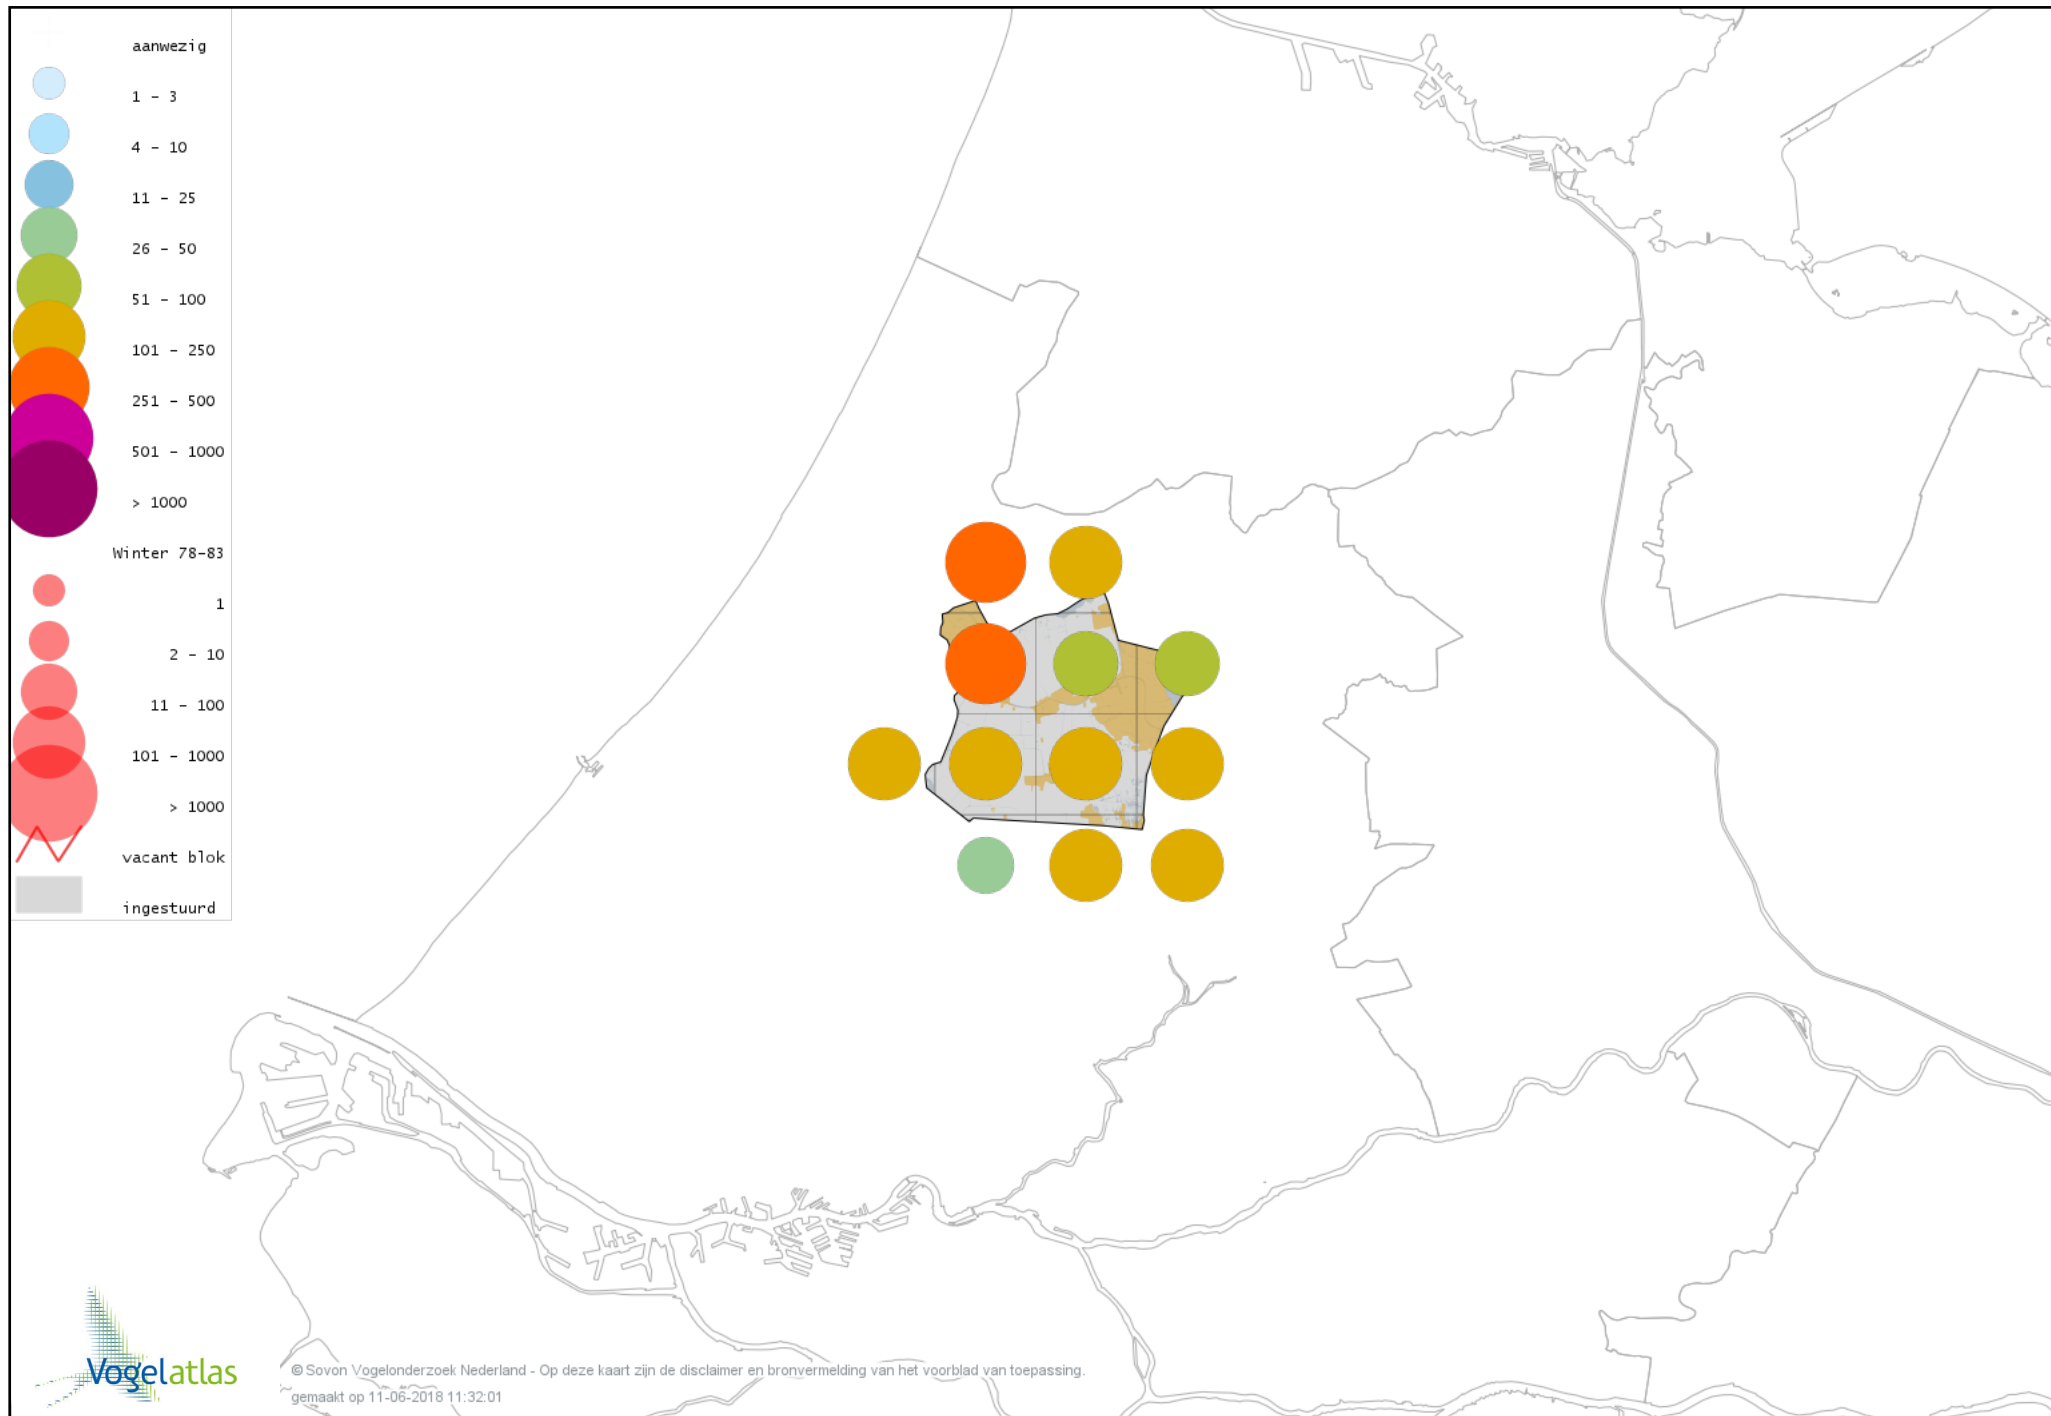 aanwezig
1 - 3
4 - 10
11 - 25
26 - 50
51 - 100
101 - 250
251 - 500
501 - 1000
> 1000
Winter 78-83
1
2 - 10
11 - 100
101 - 1000
> 1000
vacant blok
ingestuurd
Vogelatlas
© Sovon Vogelonderzoek Nederland - Op deze kaart zijn de disclaimer en bronvermelding van het voorblad van toepassing.
gemaakt op 11-06-2018 11:32:01